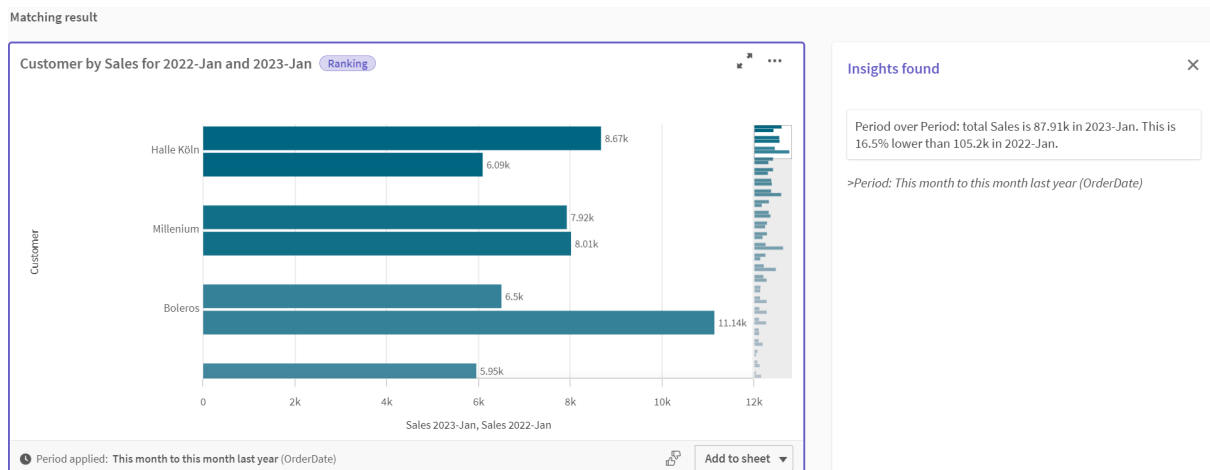 Matching result
Customer by Sales for 2022-Jan and 2023-Jan Ranking
Customer
Halle Köln
8.67k
6.09k
Millenium
7.92k
8.01k
Boleros
6.5k
11.14k
5.95k
0 2k 4k 6k 8k 10k 12k
Sales 2023-Jan, Sales 2022-Jan
Period applied: This month to this month last year (OrderDate)
Add to sheet
Insights found
Period over Period: total Sales is 87.91k in 2023-Jan. This is
16.5% lower than 105.2k in 2022-Jan.
>Period: This month to this month last year (OrderDate)